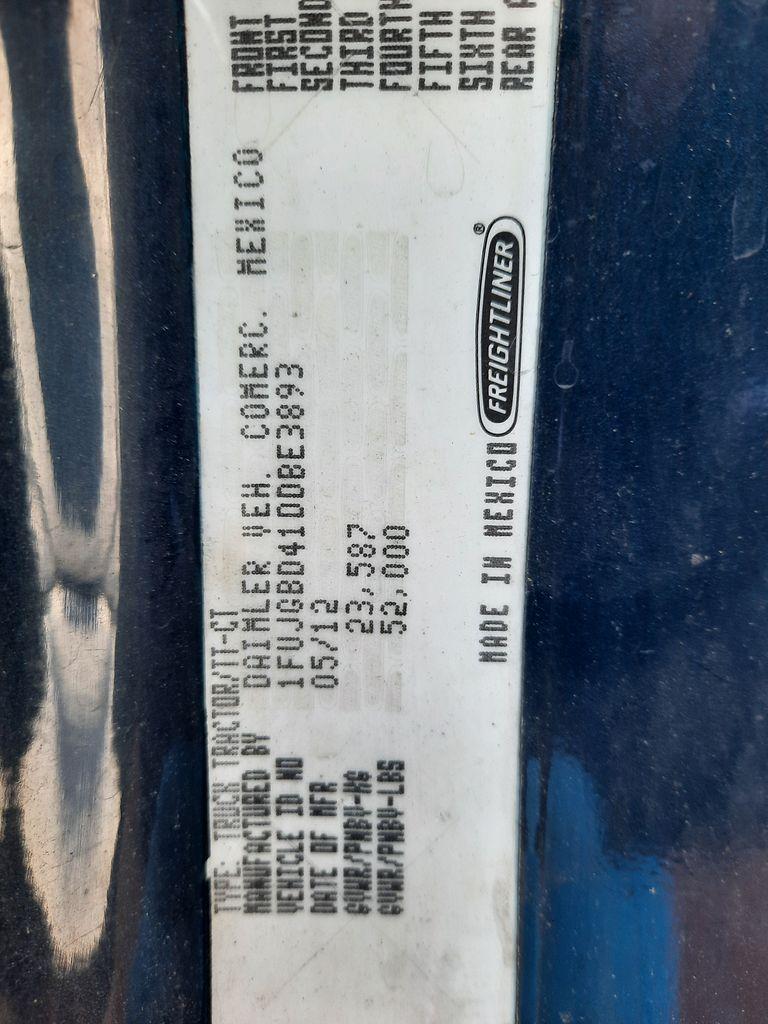 TYPE: TRUCK TRACTOR/TT-CT
MANUFACTURED BY DAIMLER VEH. COMERC. MEXICO
VEHICLE ID NO 1FUJGBD41DDBE3893
DATE OF MFR 05/12
GVWR/PNBV-KG 23,587
GVWR/PNBV-LBS 52,000
MADE IN MEXICO FREIGHTLINER®
FRONT
FIRST
SECOND
THIRD
FOURTH
FIFTH
SIXTH
REAR